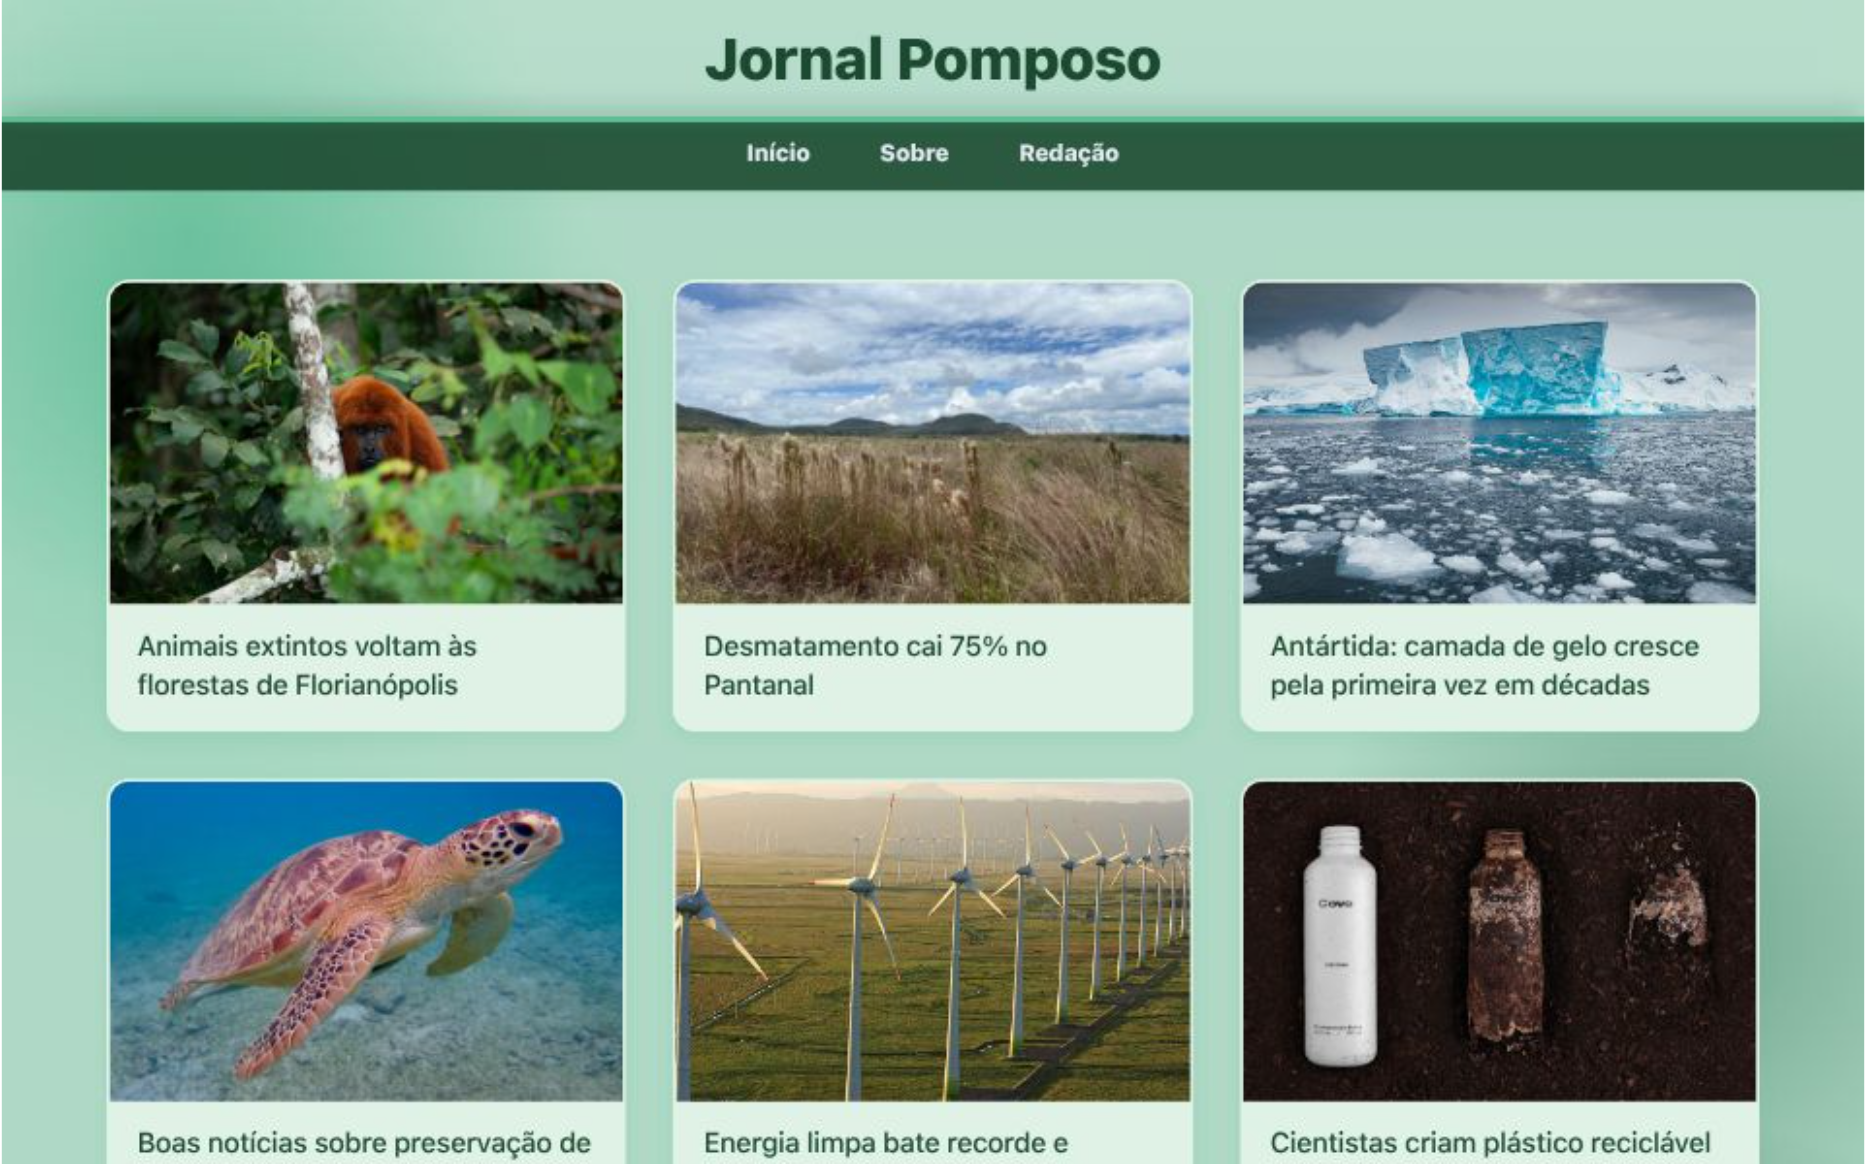 Jornal Pomposo
Início Sobre Redação
Animais extintos voltam às
florestas de Florianópolis
Desmatamento cai 75% no
Pantanal
Antártida: camada de gelo cresce
pela primeira vez em décadas
Cove
Boas notícias sobre preservação de
Energia limpa bate recorde e
Cientistas criam plástico reciclável